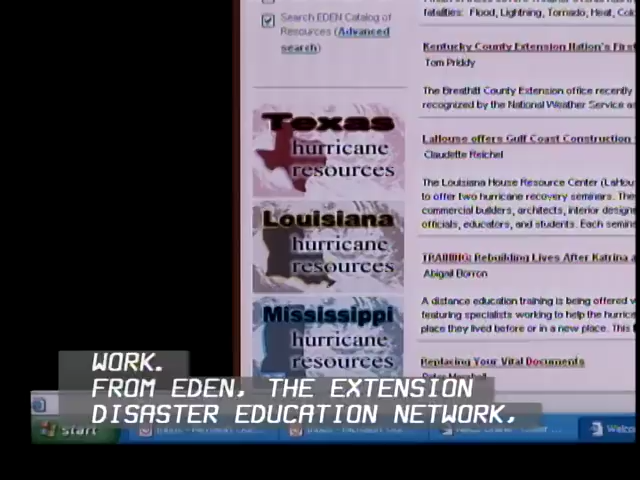 Search EDEN Catalog of
Resources (Advanced
search)
fatalities: Flood, Lightning, Tornado, Heat,
Kentucky County Extension Nation's First
Tom Priddy
The Breathitt County Extension office recently
recognized by the National Weather Service
LaHouse offers Gulf Coast Construction
Claudette Reichel
The Louisiana House Resource Center
to offer two hurricane recovery seminars.
commercial builders, architects, interior
officials, educators, and students. Each
TRAINING: Rebuilding Lives After Katrina
Abigail Borron
A distance education training is being offered
featuring specialists working to help the
place they lived before or in a new place. This
Replacing Your Vital Documents
Texas
hurricane
resources
Louisiana
hurricane
resources
Mississippi
hurricane
resources
WORK.
FROM EDEN, THE EXTENSION
DISASTER EDUCATION NETWORK,
start